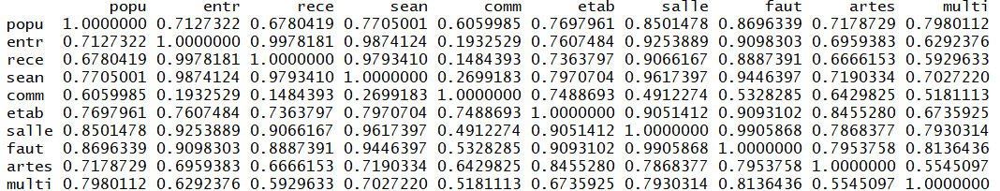 popu entr rece sean comm etab salle faut artes multi
popu 1.0000000 0.7127322 0.6780419 0.7705001 0.6059985 0.7697961 0.8501478 0.8696339 0.7178729 0.7980112
entr 0.7127322 1.0000000 0.9978181 0.9874124 0.1932529 0.7607484 0.9253889 0.9098303 0.6959383 0.6292376
rece 0.6780419 0.9978181 1.0000000 0.9793410 0.1484393 0.7363797 0.9066167 0.8887391 0.6666153 0.5929633
sean 0.7705001 0.9874124 0.9793410 1.0000000 0.2699183 0.7970704 0.9617397 0.9446397 0.7190334 0.7027220
comm 0.6059985 0.1932529 0.1484393 0.2699183 1.0000000 0.7488693 0.4912274 0.5328285 0.6429825 0.5181113
etab 0.7697961 0.7607484 0.7363797 0.7970704 0.7488693 1.0000000 0.9051412 0.9093102 0.8455280 0.6735925
salle 0.8501478 0.9253889 0.9066167 0.9617397 0.4912274 0.9051412 1.0000000 0.9905868 0.7868377 0.7930314
faut 0.8696339 0.9098303 0.8887391 0.9446397 0.5328285 0.9093102 0.9905868 1.0000000 0.7953758 0.8136436
artes 0.7178729 0.6959383 0.6666153 0.7190334 0.6429825 0.8455280 0.7868377 0.7953758 1.0000000 0.5545097
multi 0.7980112 0.6292376 0.5929633 0.7027220 0.5181113 0.6735925 0.7930314 0.8136436 0.5545097 1.0000000